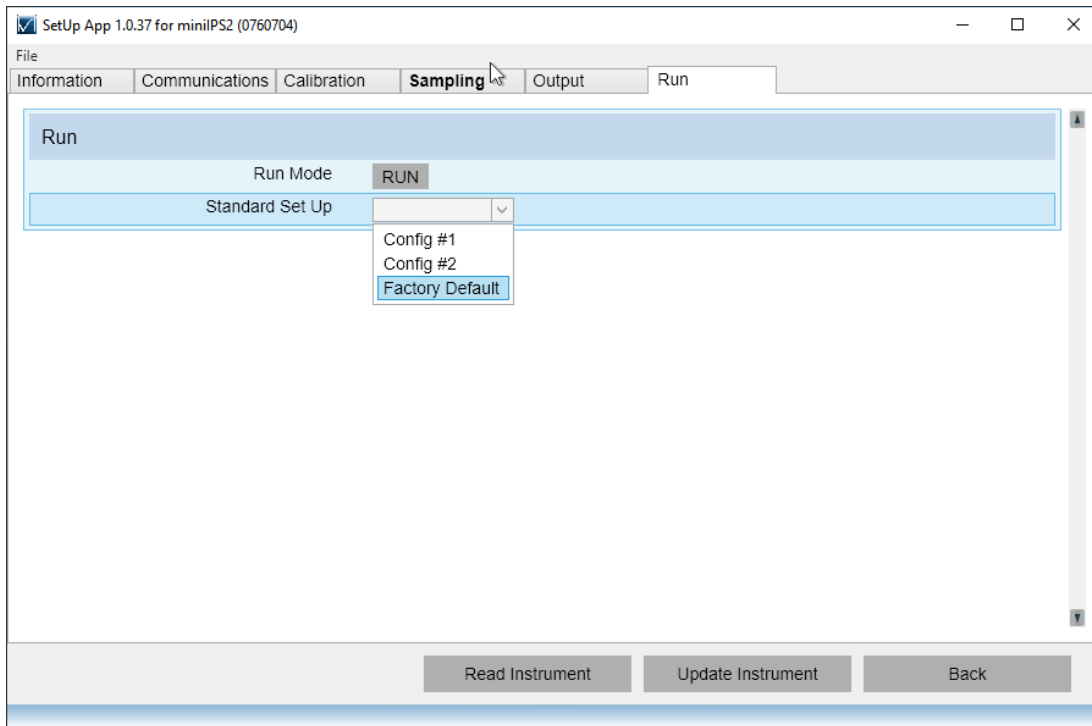 SetUp App 1.0.37 for miniIPS2 (0760704)
File
Information Communications Calibration Sampling Output Run
Run
Run Mode RUN
Standard Set Up
Config #1
Config #2
Factory Default
Read Instrument Update Instrument Back